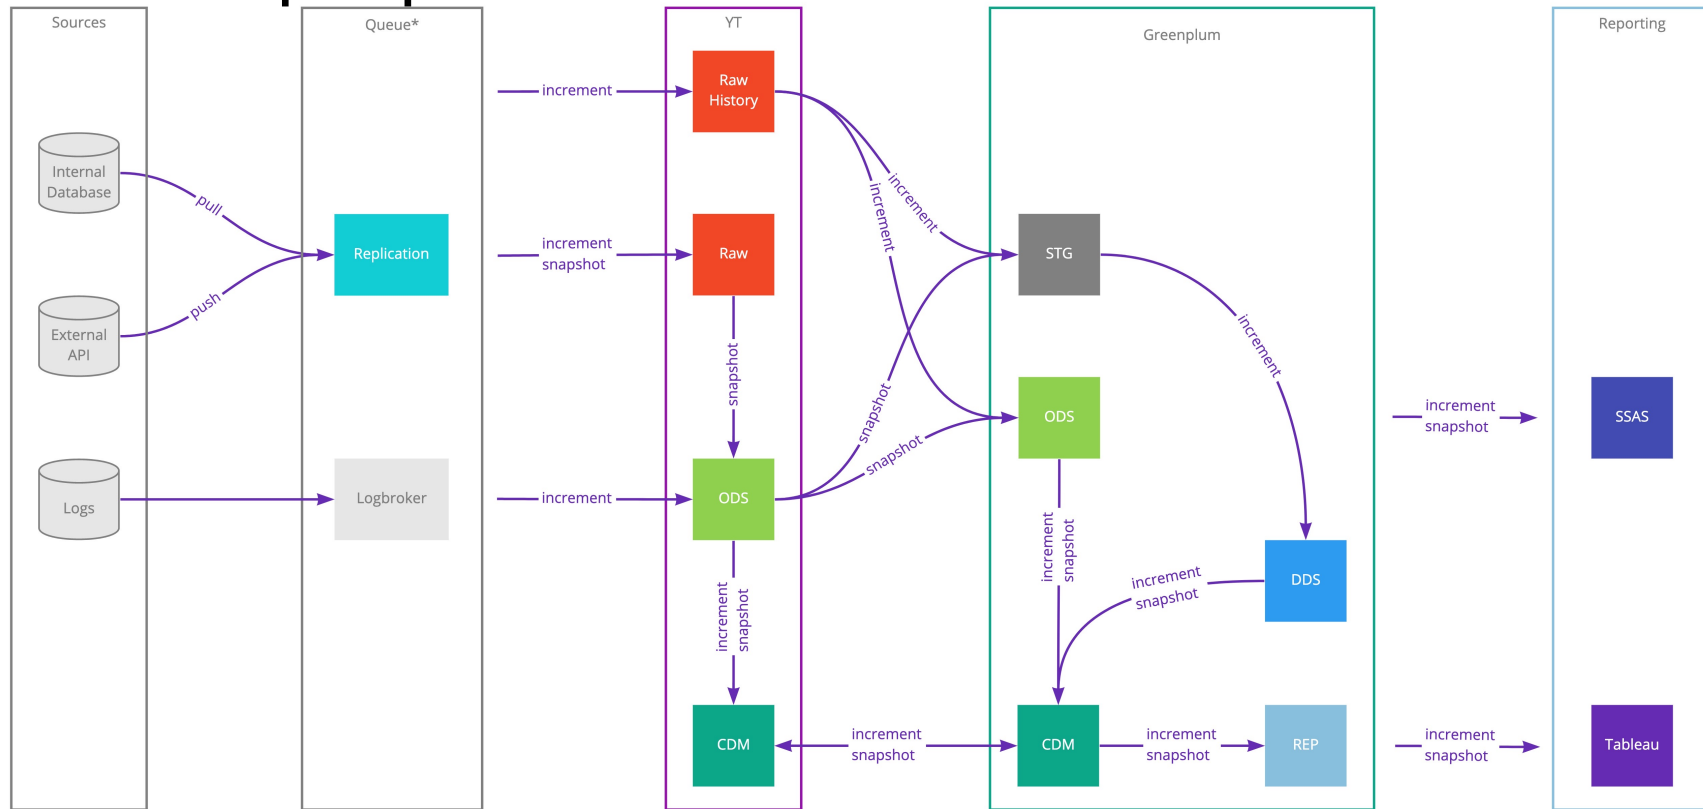 Sources
Queue*
YT
Greenplum
Reporting
Raw
History
increment
Internal
Database
pull
increment
increment
Replication
increment
snapshot
Raw
STG
push
External
API
snapshot
increment
snapshot
snapshot
ODS
increment
snapshot
SSAS
Logs
Logbroker
increment
ODS
increment
snapshot
increment
snapshot
increment
snapshot
DDS
CDM
increment
snapshot
CDM
increment
snapshot
REP
increment
snapshot
Tableau